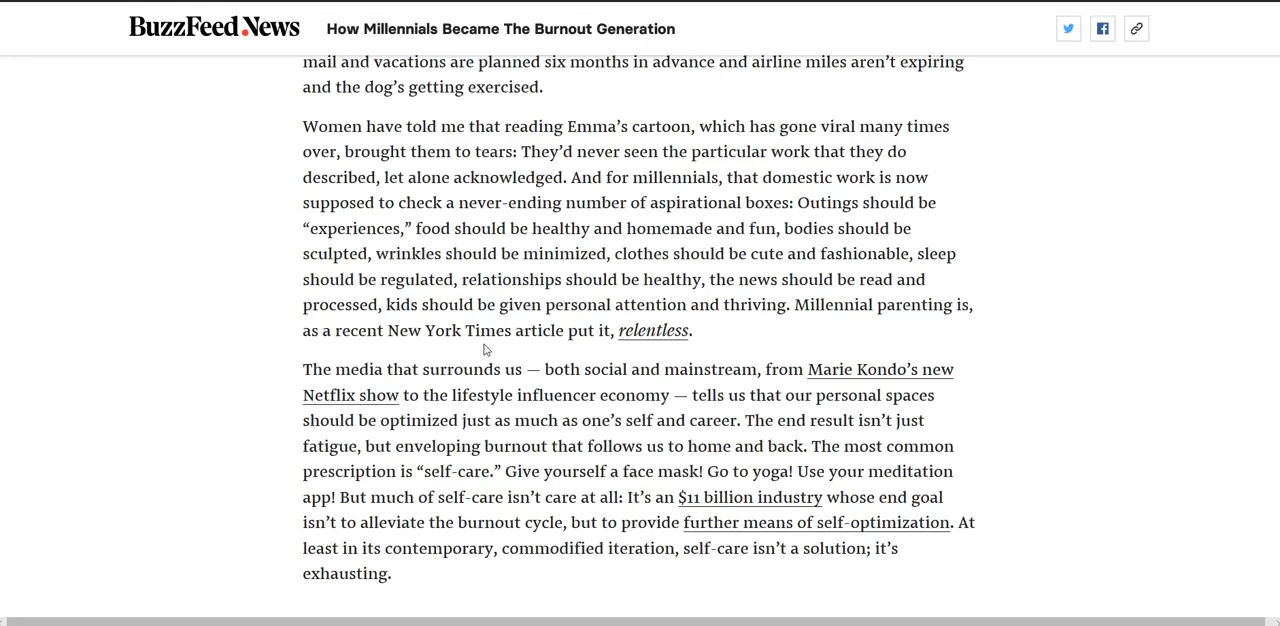 BuzzFeed News How Millennials Became The Burnout Generation
mail and vacations are planned six months in advance and airline miles aren’t expiring
and the dog’s getting exercised.
Women have told me that reading Emma’s cartoon, which has gone viral many times
over, brought them to tears: They’d never seen the particular work that they do
described, let alone acknowledged. And for millennials, that domestic work is now
supposed to check a never-ending number of aspirational boxes: Outings should be
“experiences,” food should be healthy and homemade and fun, bodies should be
sculpted, wrinkles should be minimized, clothes should be cute and fashionable, sleep
should be regulated, relationships should be healthy, the news should be read and
processed, kids should be given personal attention and thriving. Millennial parenting is,
as a recent New York Times article put it, relentless.
The media that surrounds us — both social and mainstream, from Marie Kondo’s new
Netflix show to the lifestyle influencer economy — tells us that our personal spaces
should be optimized just as much as one’s self and career. The end result isn’t just
fatigue, but enveloping burnout that follows us to home and back. The most common
prescription is “self-care.” Give yourself a face mask! Go to yoga! Use your meditation
app! But much of self-care isn’t care at all: It’s an $11 billion industry whose end goal
isn’t to alleviate the burnout cycle, but to provide further means of self-optimization. At
least in its contemporary, commodified iteration, self-care isn’t a solution; it’s
exhausting.